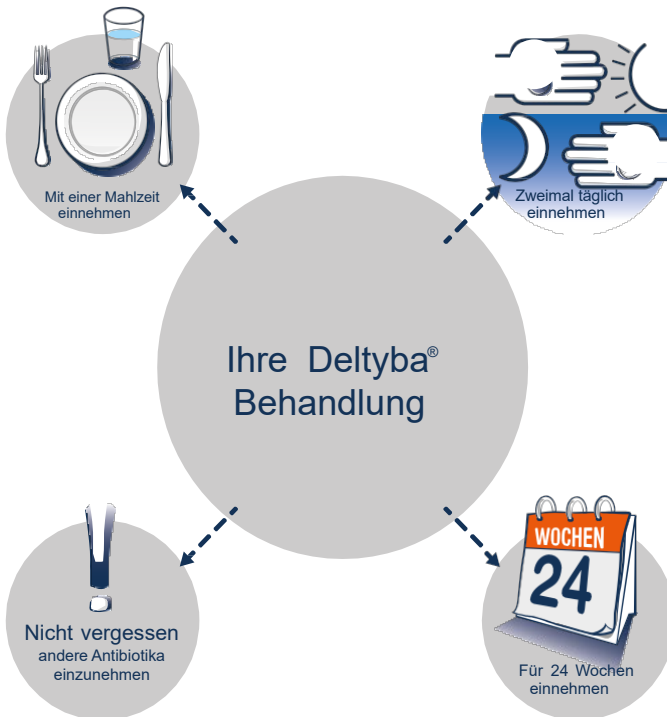 Mit einer Mahlzeit
einnehmen
Zweimal täglich
einnehmen
Ihre Deltyba®
Behandlung
Nicht vergessen
andere Antibiotika
einzunehmen
WOCHEN
24
Für 24 Wochen
einnehmen